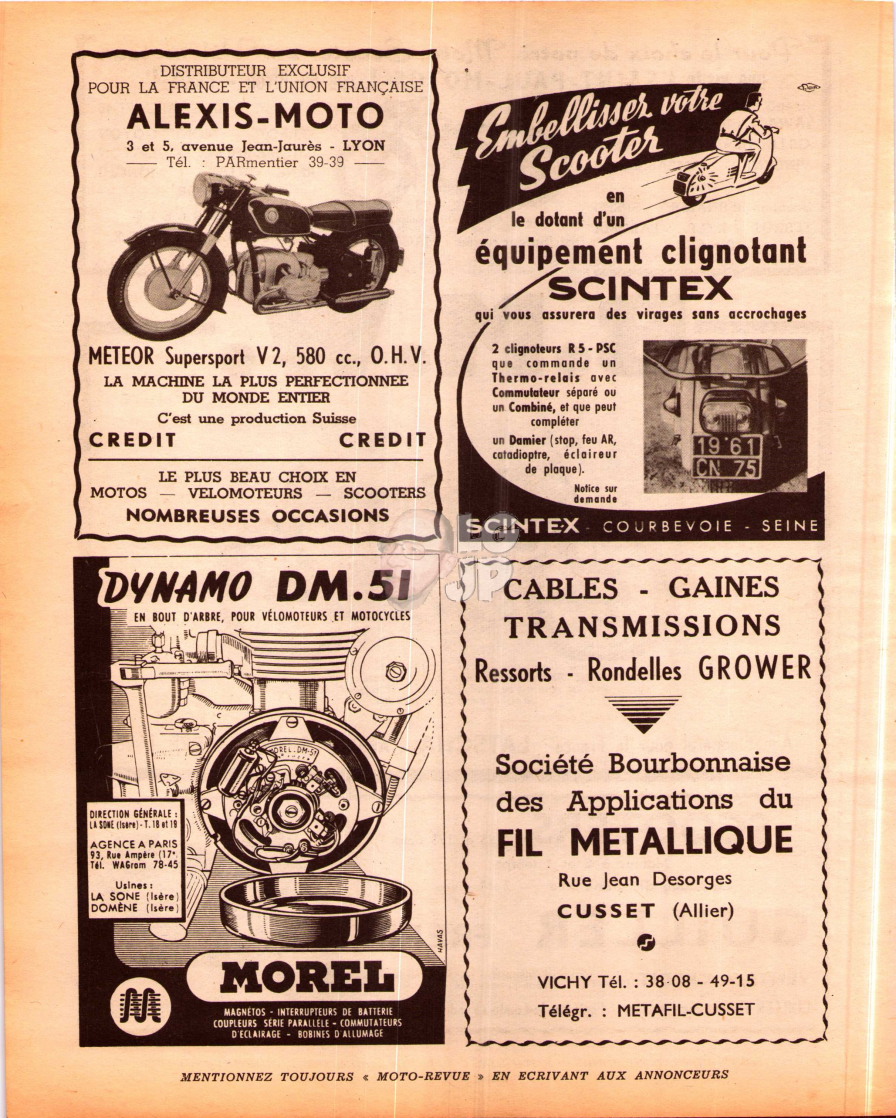 DISTRIBUTEUR EXCLUSIF
POUR LA FRANCE ET L'UNION FRANÇAISE
ALEXIS-MOTO
3 et 5, avenue Jean-Jaurès - LYON
Tél. : PARmentier 39-39
METEOR Supersport V 2, 580 cc., O.H.V.
LA MACHINE LA PLUS PERFECTIONNEE
DU MONDE ENTIER
C'est une production Suisse
CREDIT CREDIT
LE PLUS BEAU CHOIX EN
MOTOS — VELOMOTEURS — SCOOTERS
NOMBREUSES OCCASIONS
Embellissez votre
Scooter
en
le dotant d'un
équipement clignotant
SCINTEX
qui vous assurera des virages sans accrochages
2 clignoteurs R 5 - PSC
que commande un
Thermo-relais avec
Commutateur séparé ou
un Combiné, et que peut
compléter
un Damier (stop, feu AR,
catadioptre, éclaireur
de plaque).
Notice sur
demande
19 61
CN 75
SCINTEX - COURBEVOIE - SEINE
DYNAMO DM.51
EN BOUT D'ARBRE, POUR VÉLOMOTEURS ET MOTOCYCLES
MOREL-DM-51
DIRECTION GÉNÉRALE :
LA SONE (Isère) - T. 18 et 19
AGENCE A PARIS
93, Rue Ampère (17e)
Tél. WAGram 78-45
Usines :
LA SONE (Isère)
DOMÈNE (Isère)
HAVAS
MOREL
MAGNÉTOS - INTERRUPTEURS DE BATTERIE
COUPLEURS SÉRIE PARALLÈLE - COMMUTATEURS
D'ÉCLAIRAGE - BOBINES D'ALLUMAGE
CABLES - GAINES
TRANSMISSIONS
Ressorts - Rondelles GROWER
Société Bourbonnaise
des Applications du
FIL METALLIQUE
Rue Jean Desorges
CUSSET (Allier)
VICHY Tél. : 38-08 - 49-15
Télégr. : METAFIL-CUSSET
MENTIONNEZ TOUJOURS « MOTO-REVUE » EN ECRIVANT AUX ANNONCEURS